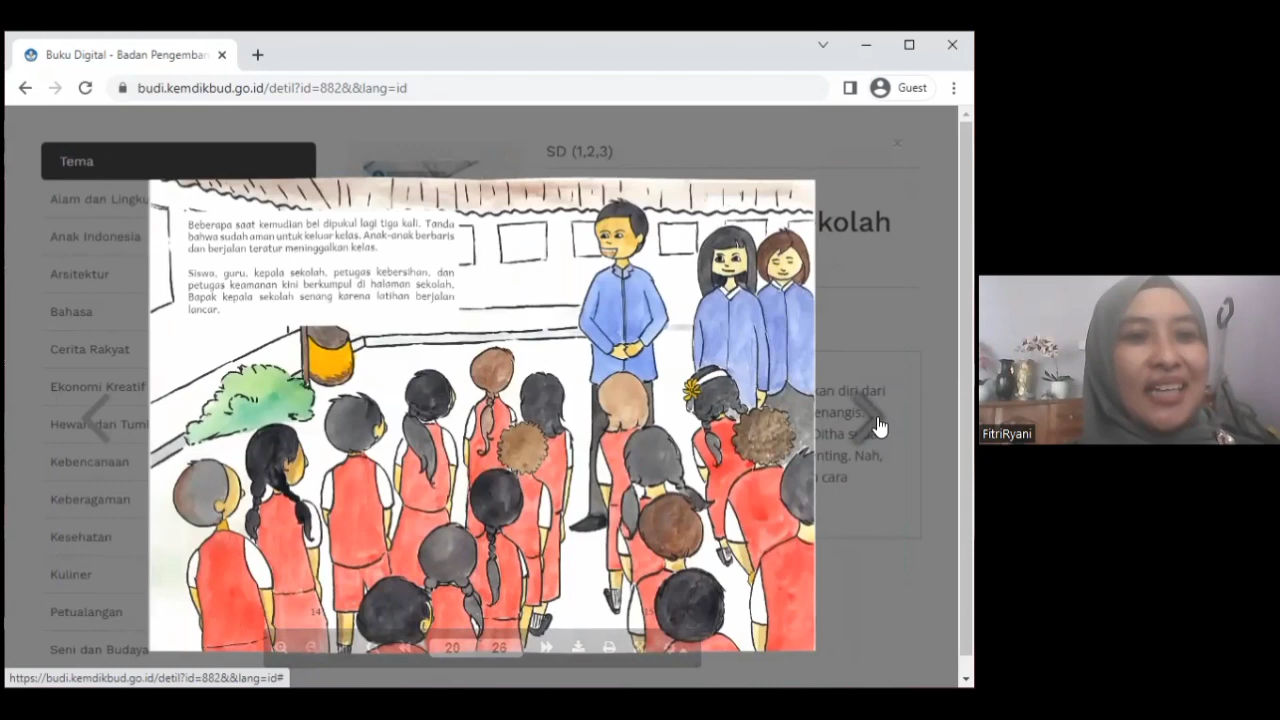 Buku Digital - Badan Pengemban
budi.kemdikbud.go.id/detil?id=882&&lang=id
Guest
SD (1,2,3)
Tema
Alam dan Lingku
Anak Indonesia
kolah
Arsitektur
Bahasa
Cerita Rakyat
Ekonomi Kreatif
Hewan dan Tum
Kebencanaan
Keberagaman
Kesehatan
Kuliner
Petualangan
Seni dan Budaya
Beberapa saat kemudian bel dipukul lagi tiga kali. Tanda
bahwa sudah aman untuk keluar kelas. Anak-anak berbaris
dan berjalan teratur meninggalkan kelas.
Siswa, guru, kepala sekolah, petugas kebersihan, dan
petugas keamanan kini berkumpul di halaman sekolah.
Bapak kepala sekolah senang karena latihan berjalan
lancar.
kan diri dari
enangis.
Ditha
nting. Nah,
cara
14
15
20 26
https://budi.kemdikbud.go.id/detil?id=882&&lang=id#
FitriRyani